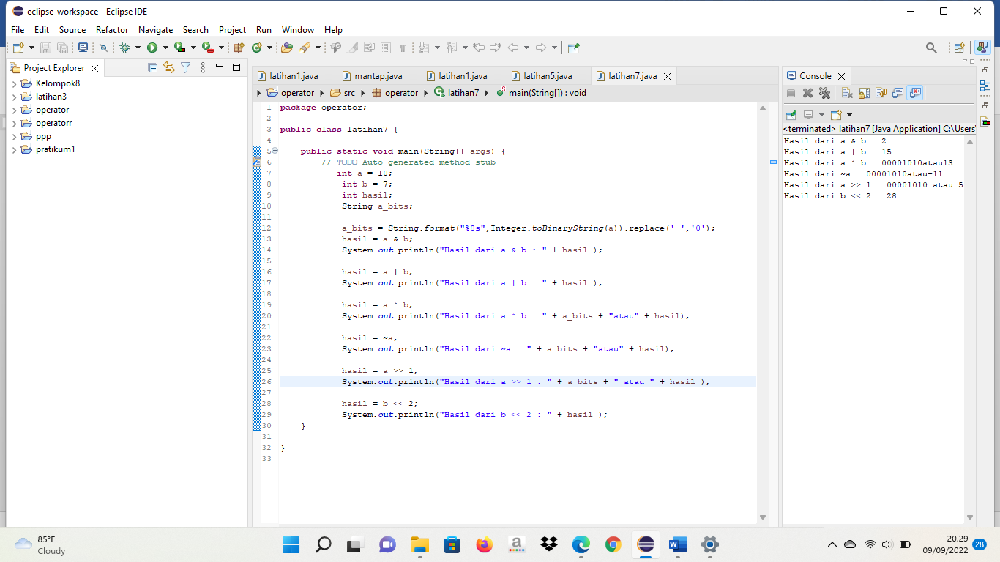 eclipse-workspace - Eclipse IDE
File Edit Source Refactor Navigate Search Project Run Window Help
Project Explorer
Kelompok8
latihan3
operator
operatorr
ppp
pratikum1
latihan1.java mantap.java latihan1.java latihan5.java latihan7.java
operator src operator latihan7 main(String[]) : void
1 package operator;
2
3 public class latihan7 {
4
5 public static void main(String[] args) {
6 // TODO Auto-generated method stub
7 int a = 10;
8 int b = 7;
9 int hasil;
10 String a_bits;
11
12 a_bits = String.format("%8s",Integer.toBinaryString(a)).replace(' ','0');
13 hasil = a & b;
14 System.out.println("Hasil dari a & b : " + hasil );
15
16 hasil = a | b;
17 System.out.println("Hasil dari a | b : " + hasil );
18
19 hasil = a ^ b;
20 System.out.println("Hasil dari a ^ b : " + a_bits + "atau" + hasil);
21
22 hasil = ~a;
23 System.out.println("Hasil dari ~a : " + a_bits + "atau" + hasil);
24
25 hasil = a >> 1;
26 System.out.println("Hasil dari a >> 1 : " + a_bits + " atau " + hasil );
27
28 hasil = b << 2;
29 System.out.println("Hasil dari b << 2 : " + hasil );
30 }
31
32 }
33
Console
<terminated> latihan7 [Java Application] C:\Users\
Hasil dari a & b : 2
Hasil dari a | b : 15
Hasil dari a ^ b : 00001010atau13
Hasil dari ~a : 00001010atau-11
Hasil dari a >> 1 : 00001010 atau 5
Hasil dari b << 2 : 28
85°F
Cloudy
a
W
20.29
09/09/2022
28